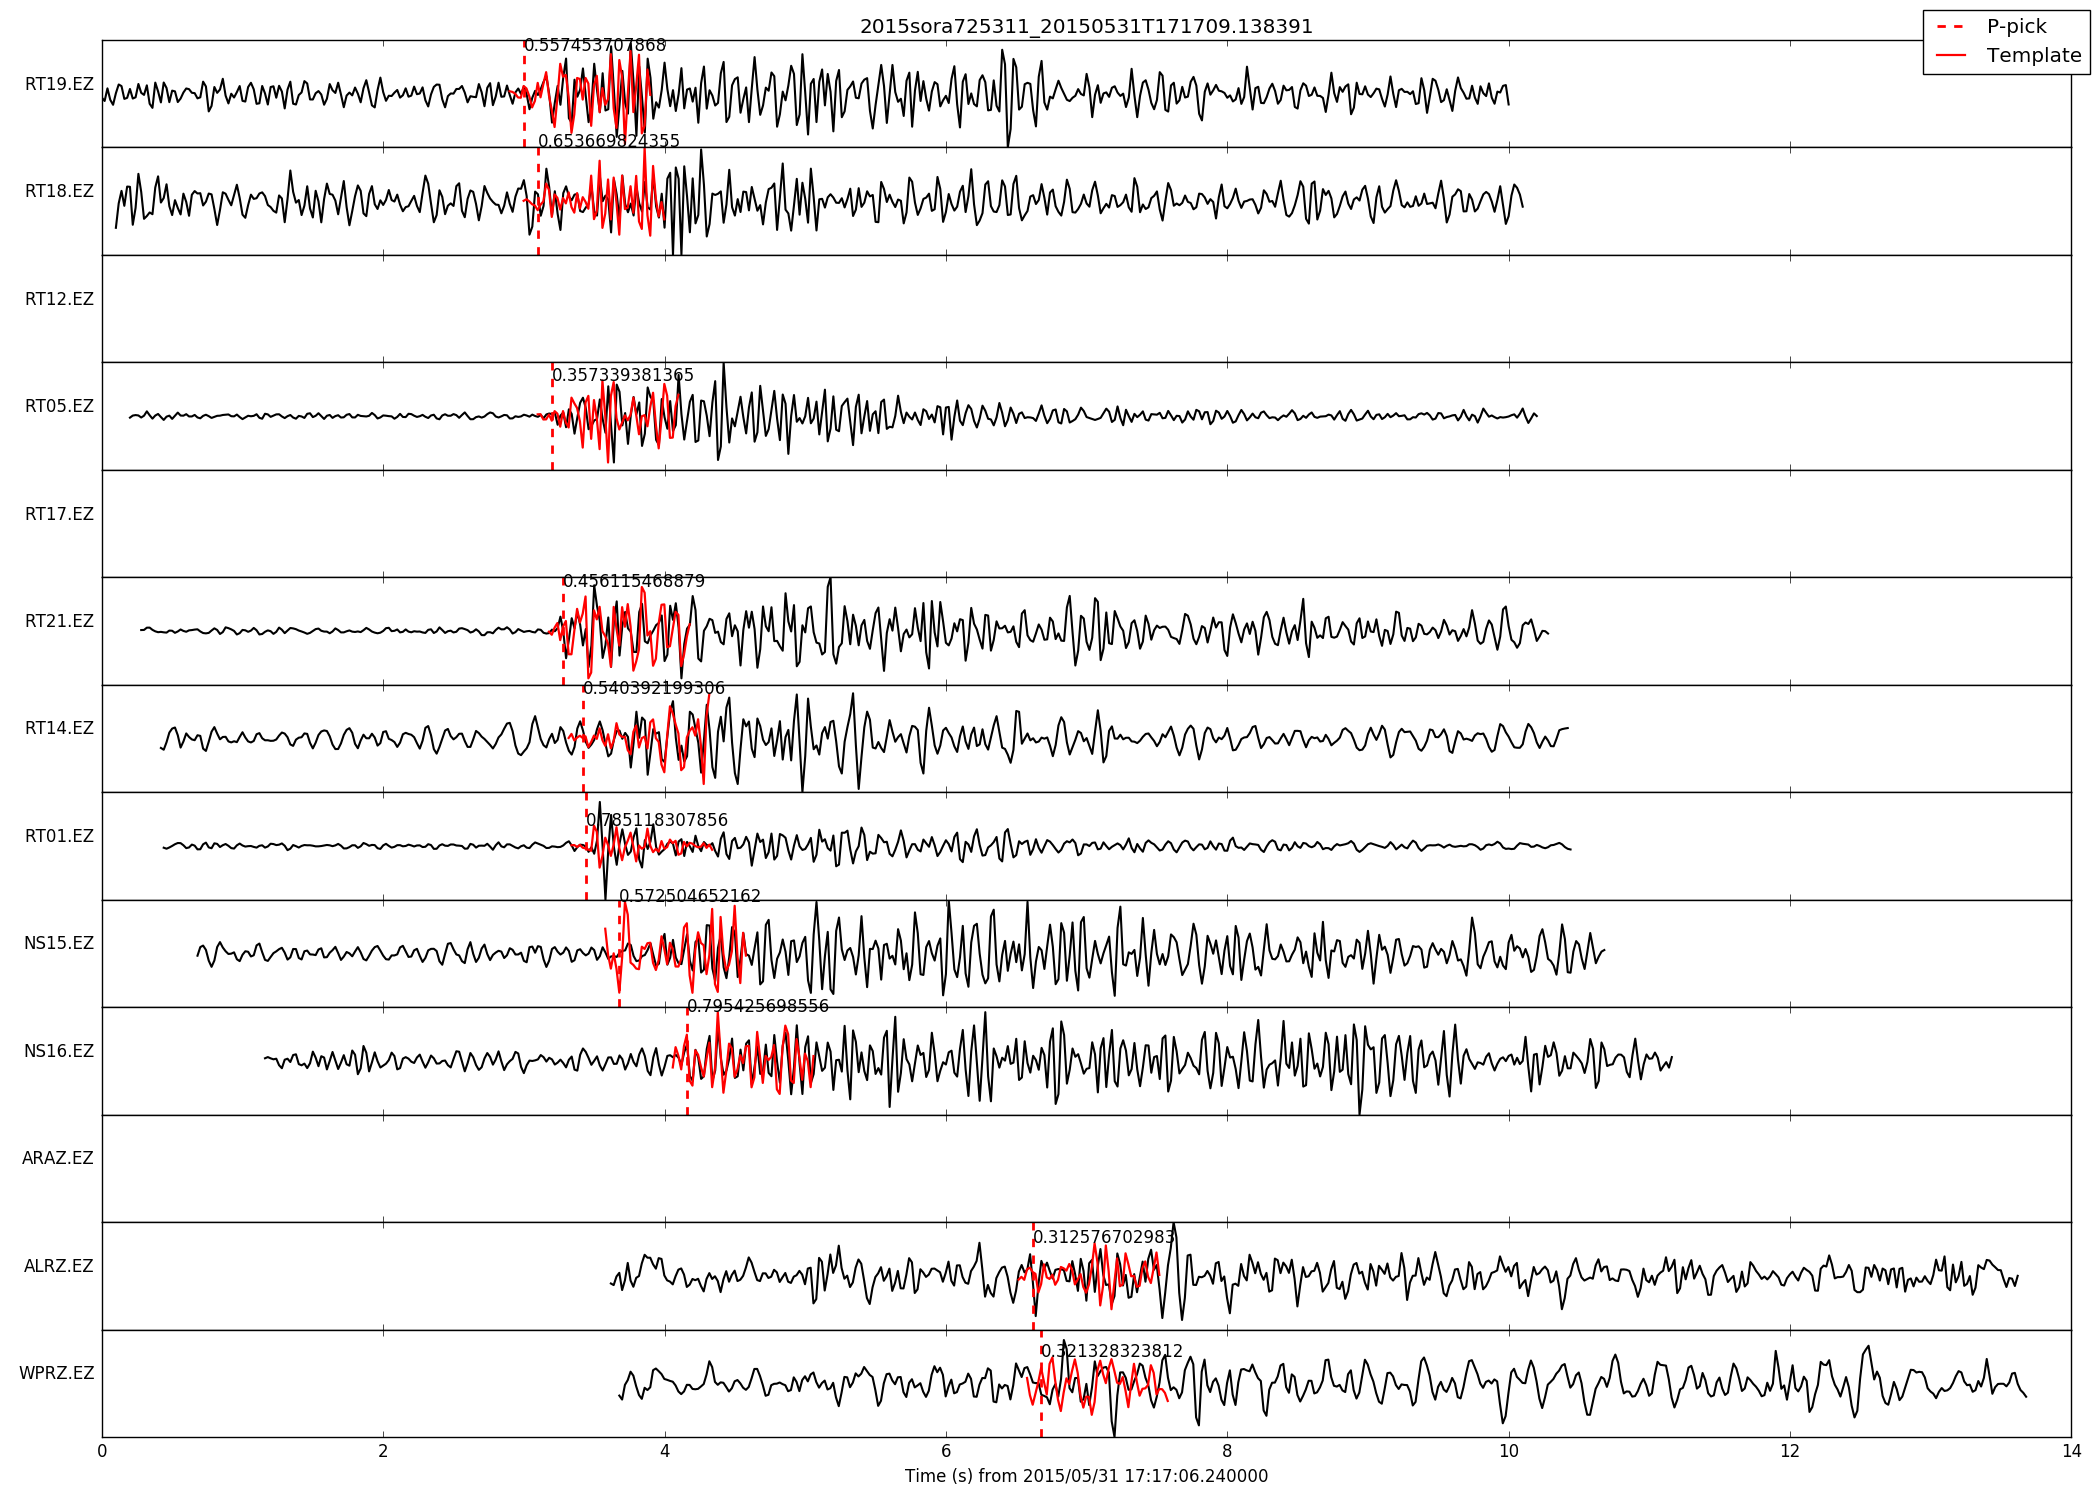 2015sora725311_20150531T171709.138391
P-pick
Template
RT19.EZ
0.557453707868
RT18.EZ
0.653669824355
RT12.EZ
RT05.EZ
0.357339381365
RT17.EZ
RT21.EZ
0.456115468879
RT14.EZ
0.540392199306
RT01.EZ
0.785118307856
NS15.EZ
0.572504652162
NS16.EZ
0.795425698556
ARAZ.EZ
ALRZ.EZ
0.312576702983
WPRZ.EZ
0.321328323812
0 2 4 6 8 10 12 14
Time (s) from 2015/05/31 17:17:06.240000